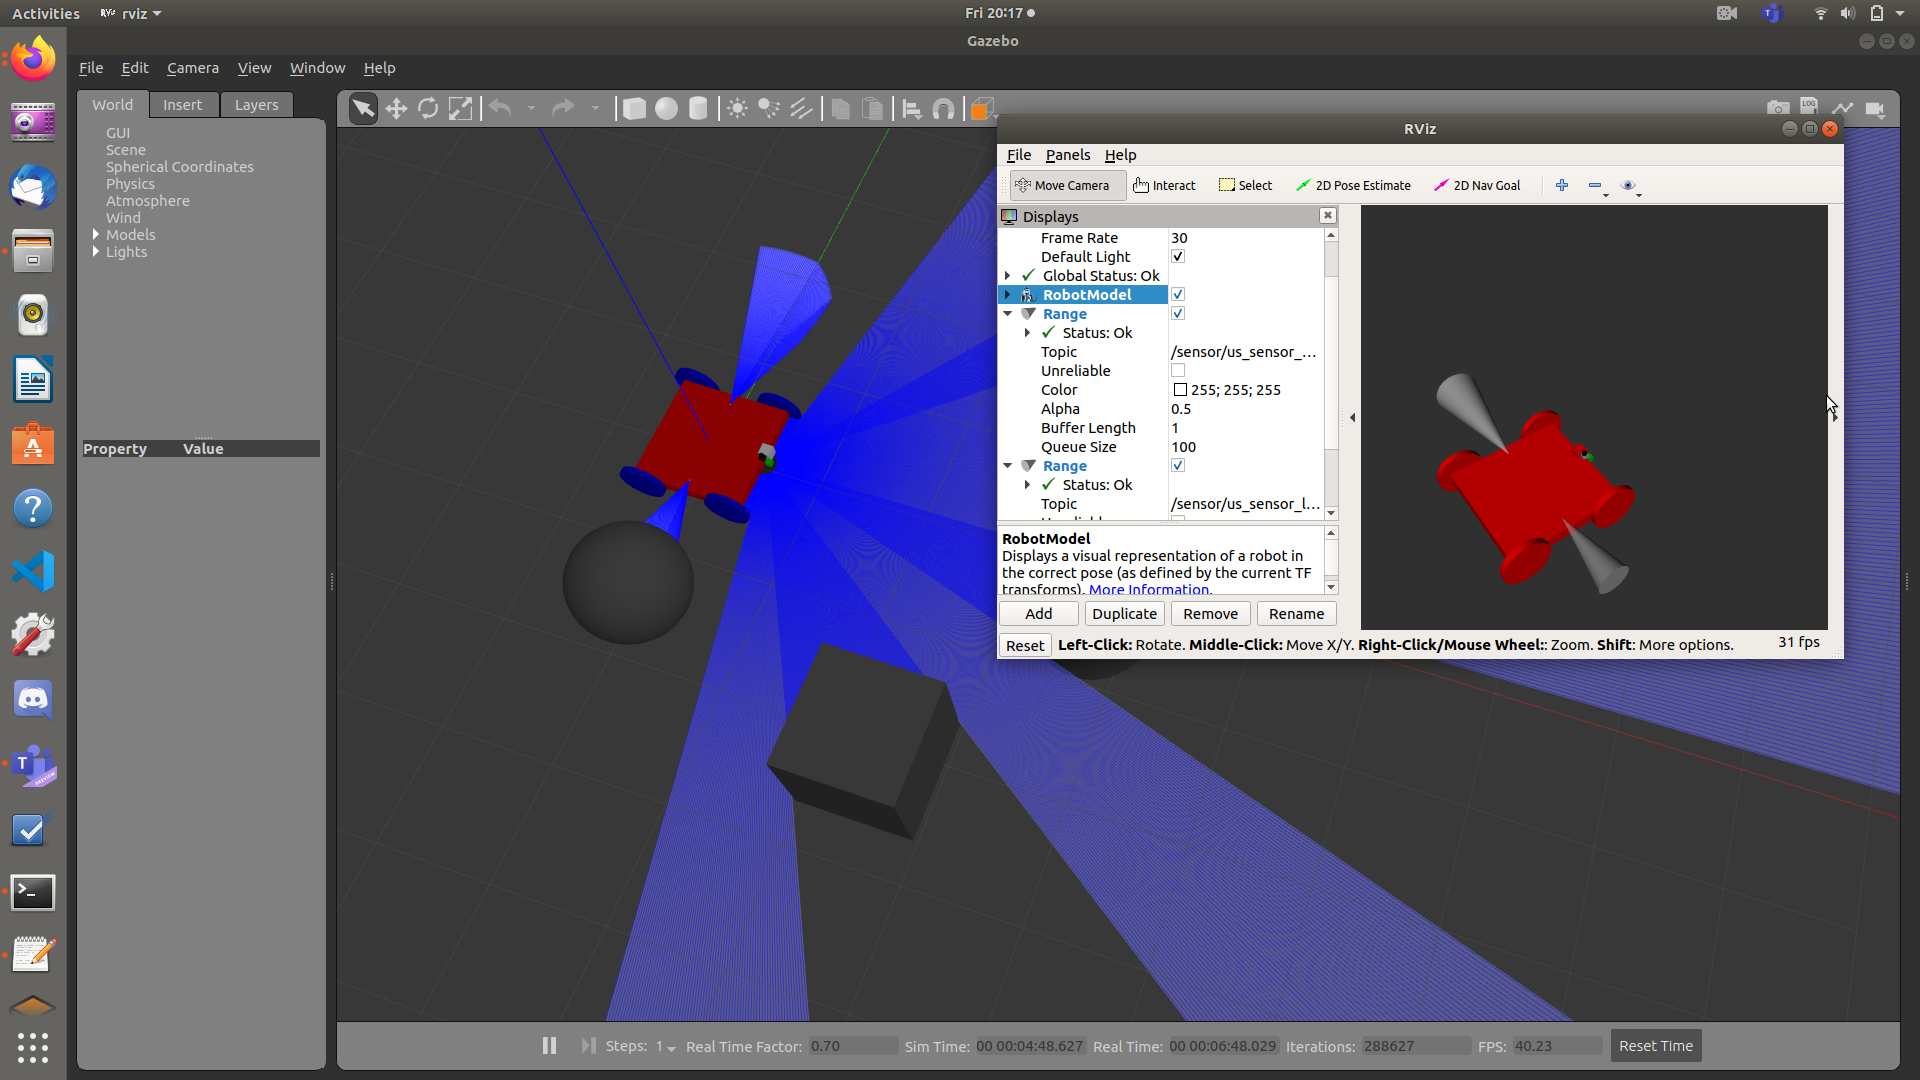 Activities
rviz
Fri 20:17
Gazebo
File Edit Camera View Window Help
World Insert Layers
GUI
Scene
Spherical Coordinates
Physics
Atmosphere
Wind
Models
Lights
Property Value
LOG
RViz
File Panels Help
Move Camera Interact Select 2D Pose Estimate 2D Nav Goal
Displays
Frame Rate 30
Default Light
Global Status: Ok
RobotModel
Range
Status: Ok
Topic /sensor/us_sensor_...
Unreliable
Color 255; 255; 255
Alpha 0.5
Buffer Length 1
Queue Size 100
Range
Status: Ok
Topic /sensor/us_sensor_l...
RobotModel
Displays a visual representation of a robot in
the correct pose (as defined by the current TF
transforms). More Information.
Add Duplicate Remove Rename
Reset Left-Click: Rotate. Middle-Click: Move X/Y. Right-Click/Mouse Wheel:: Zoom. Shift: More options. 31 fps
Steps: 1 Real Time Factor: 0.70 Sim Time: 00 00:04:48.627 Real Time: 00 00:06:48.029 Iterations: 288627 FPS: 40.23 Reset Time